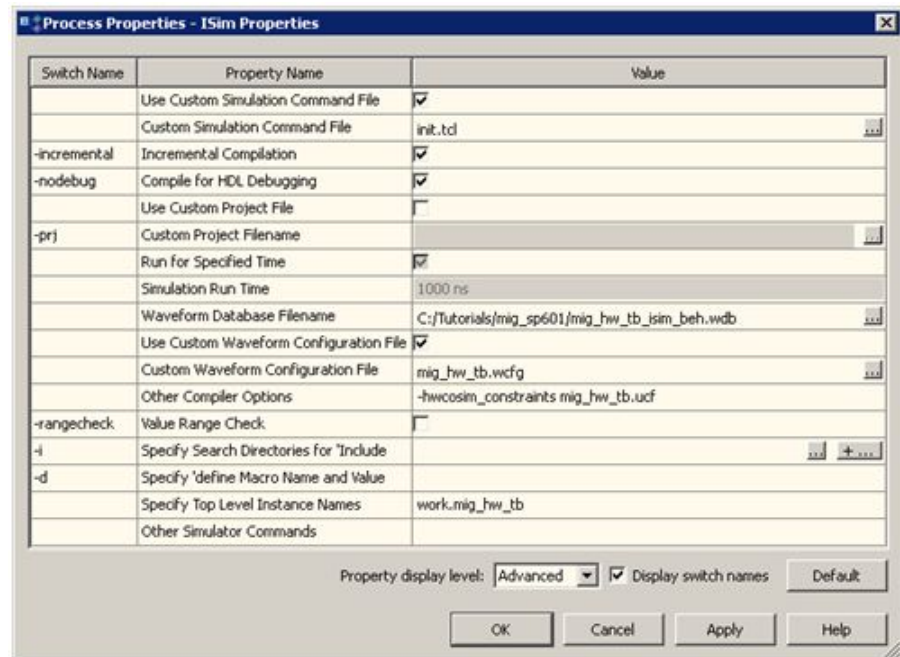 Process Properties - ISim Properties
Switch Name Property Name Value
Use Custom Simulation Command File
Custom Simulation Command File init.tcl ...
-incremental Incremental Compilation
-nodebug Compile for HDL Debugging
Use Custom Project File
-prj Custom Project Filename ...
Run for Specified Time
Simulation Run Time 1000 ns
Waveform Database Filename C:/Tutorials/mig_sp601/mig_hw_tb_isim_beh.wdb ...
Use Custom Waveform Configuration File
Custom Waveform Configuration File mig_hw_tb.wcfg ...
Other Compiler Options -hwcosim_constraints mig_hw_tb.ucf
-rangecheck Value Range Check
-i Specify Search Directories for 'Include ... + ...
-d Specify 'define Macro Name and Value
Specify Top Level Instance Names work.mig_hw_tb
Other Simulator Commands
Property display level: Advanced Display switch names Default
OK Cancel Apply Help